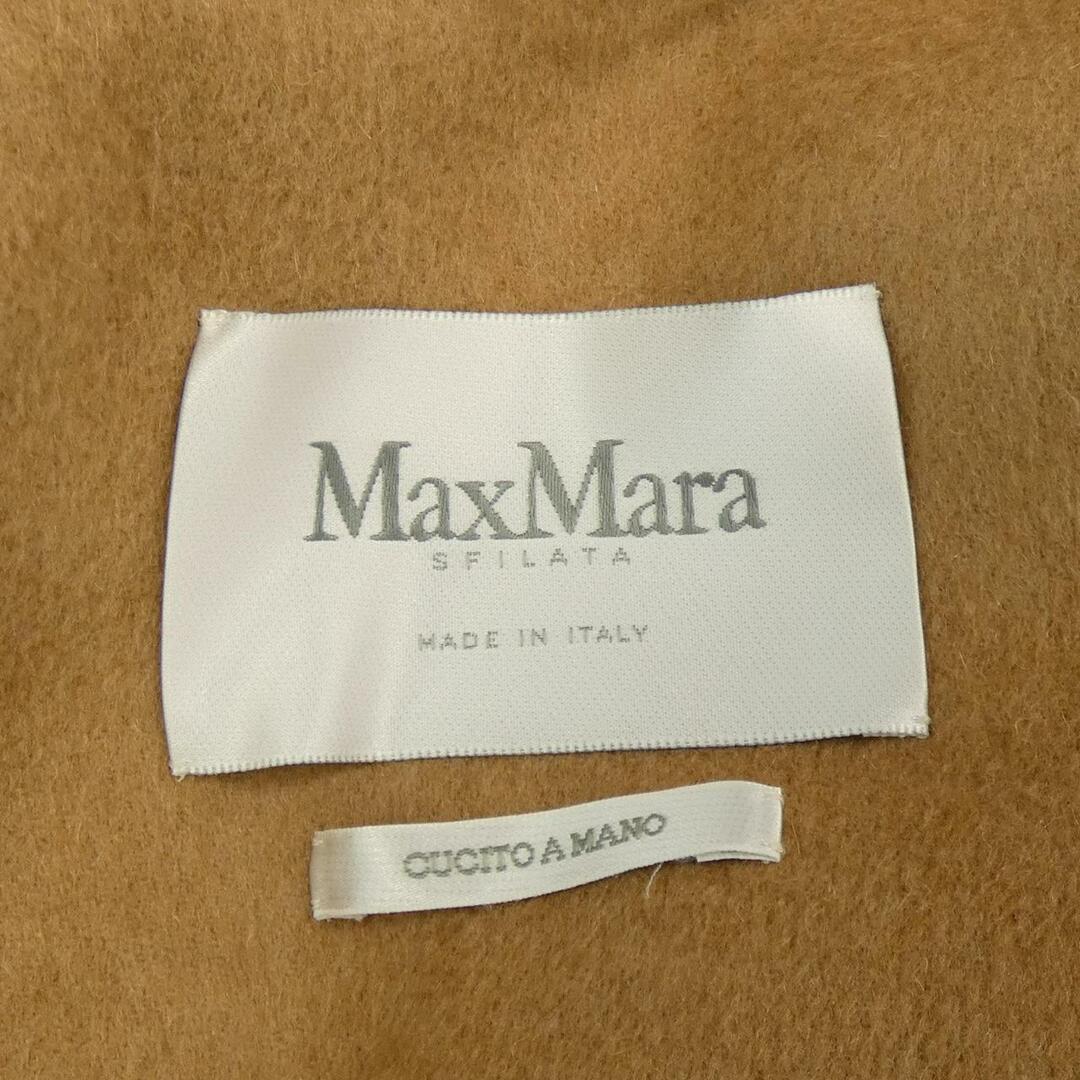 MaxMara
SFILATA
MADE IN ITALY
CUCITO A MANO